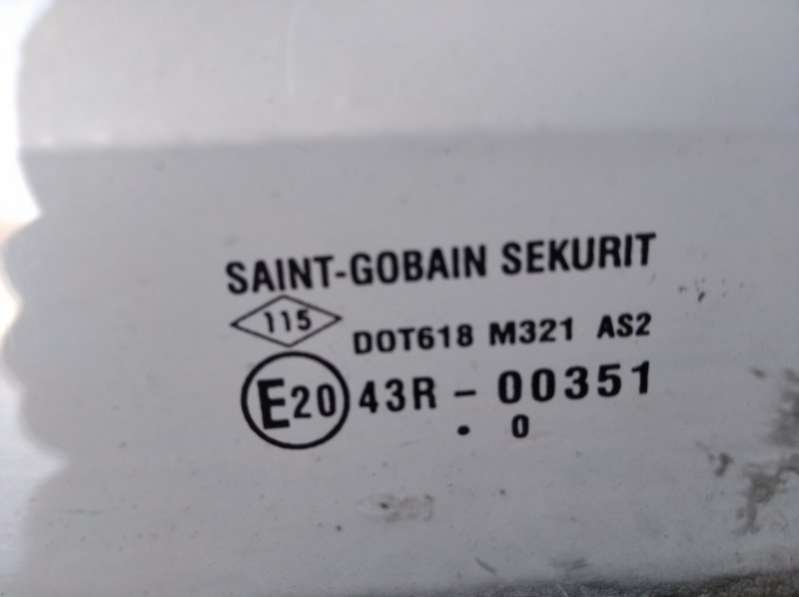 SAINT-GOBAIN SEKURIT
115
DOT618 M321 AS2
E20 43R - 00351
. 0